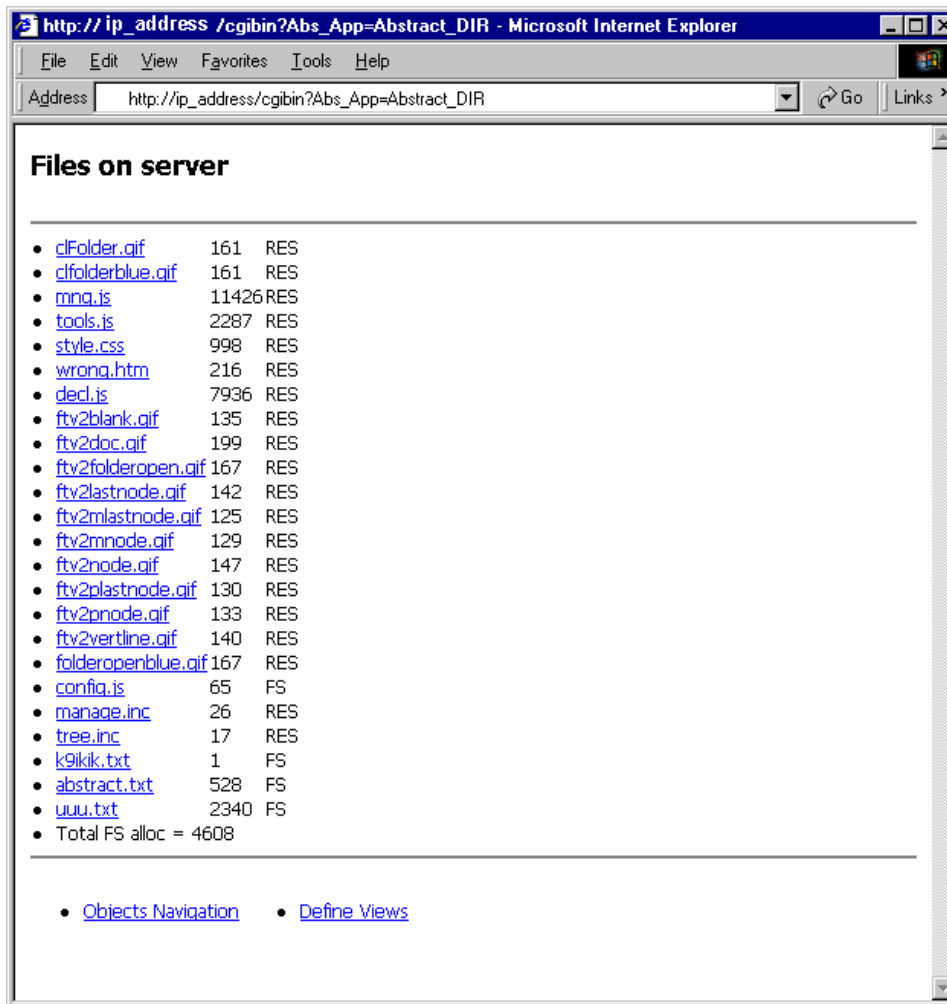 http:// ip_address /cgibin?Abs_App=Abstract_DIR - Microsoft Internet Explorer
File Edit View Favorites Tools Help
Address http://ip_address/cgibin?Abs_App=Abstract_DIR Go Links
Files on server
clFolder.gif 161 RES
clfolderblue.gif 161 RES
mng.js 11426 RES
tools.js 2287 RES
style.css 998 RES
wrong.htm 216 RES
decl.js 7936 RES
ftv2blank.gif 135 RES
ftv2doc.gif 199 RES
ftv2folderopen.gif 167 RES
ftv2lastnode.gif 142 RES
ftv2mlastnode.gif 125 RES
ftv2mnode.gif 129 RES
ftv2node.gif 147 RES
ftv2plastnode.gif 130 RES
ftv2pnode.gif 133 RES
ftv2vertline.gif 140 RES
folderopenblue.gif 167 RES
config.js 65 FS
manage.inc 26 RES
tree.inc 17 RES
k9ikik.txt 1 FS
abstract.txt 528 FS
uuu.txt 2340 FS
Total FS alloc = 4608
Objects Navigation Define Views